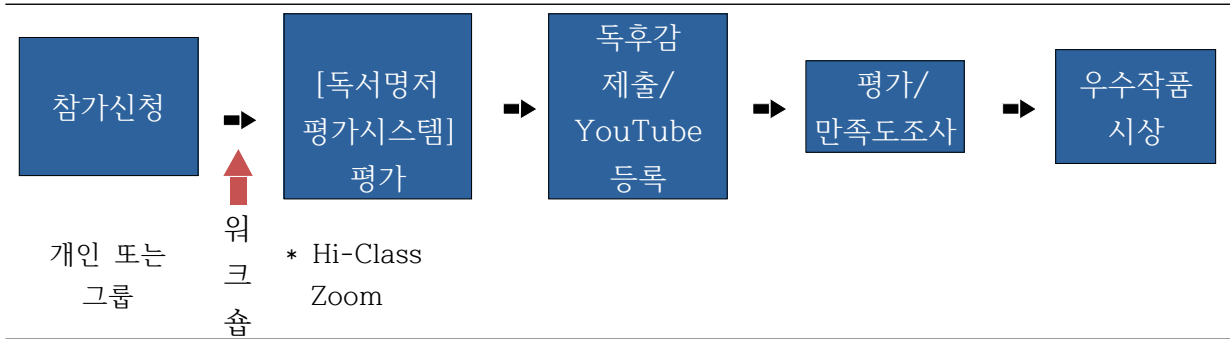 참가신청
[독서명저
평가시스템]
평가
독후감
제출/
YouTube
등록
평가/
만족도조사
우수작품
시상
개인 또는
그룹
워
크
숍
* Hi-Class
Zoom